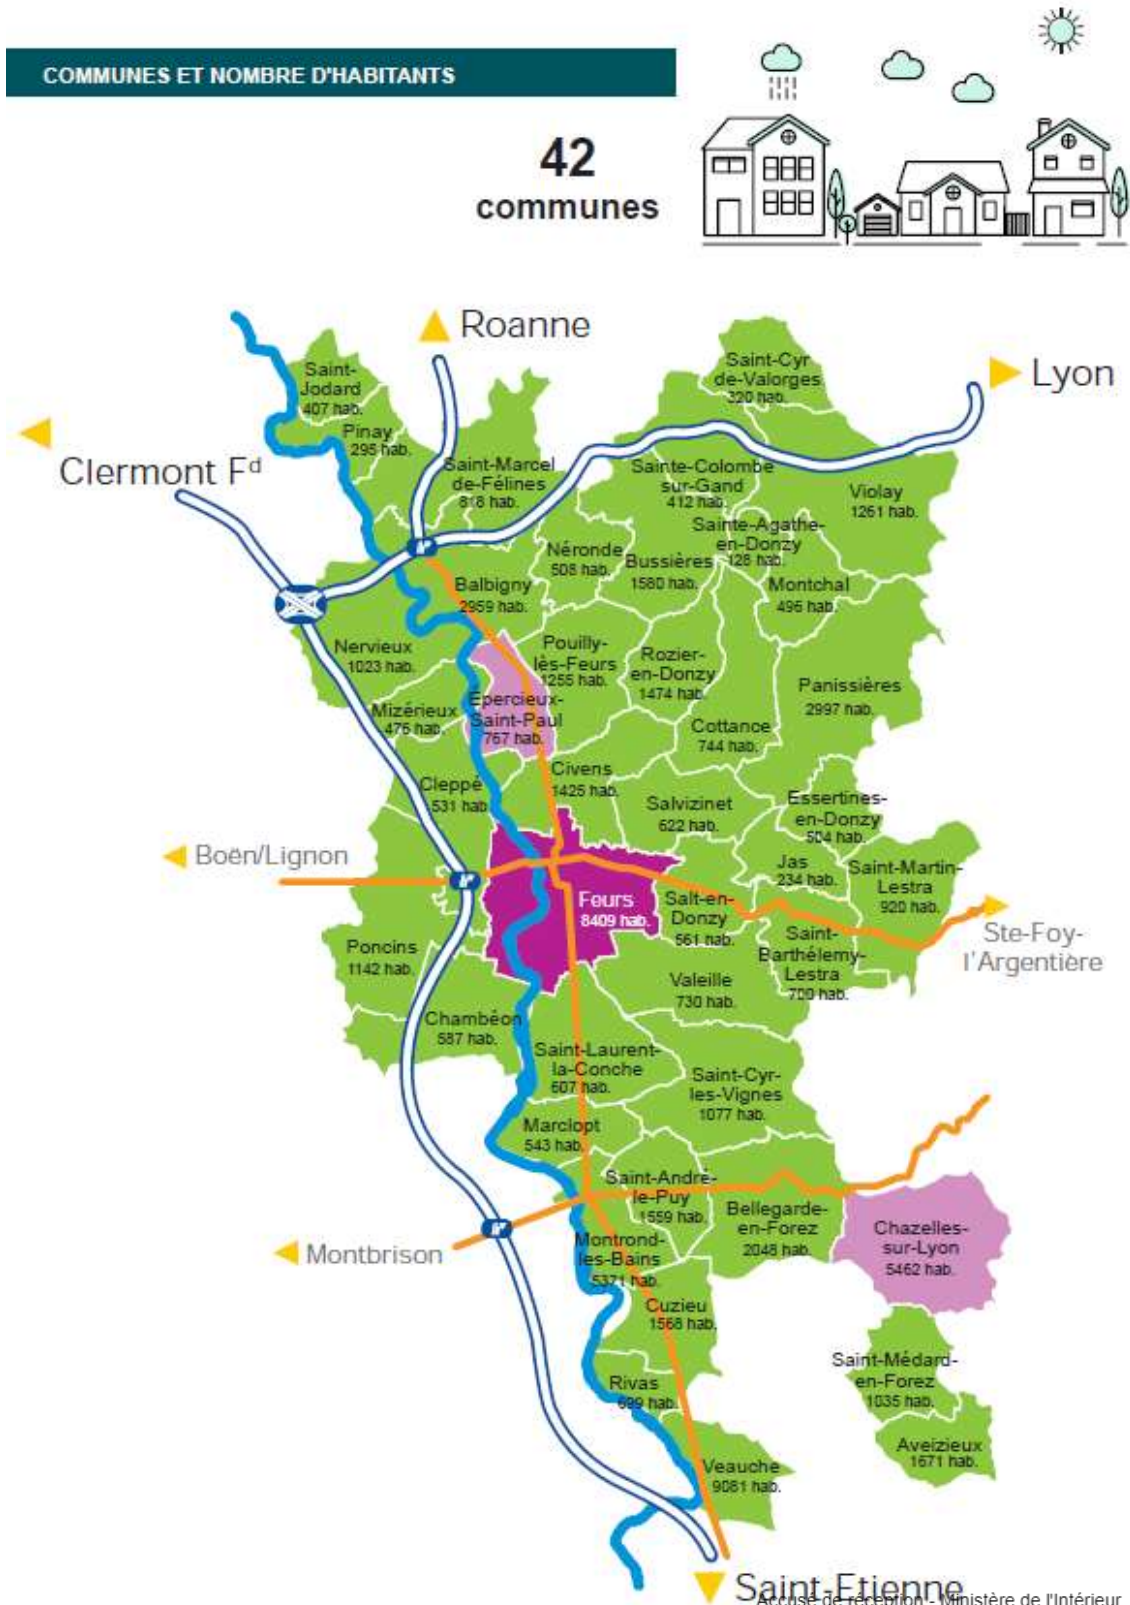 COMMUNES ET NOMBRE D'HABITANTS
42
communes
Roanne
Lyon
Clermont Fd
Saint-
Jodard
407 hab.
Pinay
295 hab.
Saint-Marcel
de-Félines
818 hab.
Saint-Cyr
de-Valorges
320 hab.
Sainte-Colombe
sur-Gand
412 hab.
Violay
1261 hab.
Sainte-Agathe-
en-Donzy
128 hab.
Néronde
508 hab.
Bussières
1580 hab.
Montchal
496 hab.
Balbigny
2959 hab.
Nervieux
1023 hab.
Pouilly-
lès-Feurs
1255 hab.
Rozier-
en-Donzy
1474 hab.
Panissières
2997 hab.
Mizérieux
475 hab.
Epercieux-
Saint-Paul
767 hab.
Cottance
744 hab.
Cleppé
531 hab
Civens
1425 hab.
Salvizinet
622 hab.
Essertines-
en-Donzy
504 hab.
Boën/Lignon
Jas
234 hab.
Saint-Martin-
Lestra
920 hab.
Feurs
8409 hab.
Salt-en-
Donzy
561 hab.
Saint-
Barthélemy-
Lestra
700 hab.
Ste-Foy-
l'Argentière
Poncins
1142 hab.
Valeille
730 hab.
Chambéon
587 hab.
Saint-Laurent-
la-Conche
607 hab.
Saint-Cyr-
les-Vignes
1077 hab.
Marclopt
543 hab.
Saint-André-
le-Puy
1559 hab.
Bellegarde-
en-Forez
2048 hab.
Chazelles-
sur-Lyon
5462 hab.
Montbrison
Montrond-
les-Bains
5371 hab.
Cuzieu
1568 hab.
Saint-Médard-
en-Forez
1035 hab.
Rivas
699 hab.
Aveizieux
1671 hab.
Veauche
9081 hab.
Saint-Etienne
Accusé de réception - Ministère de l'Intérieur